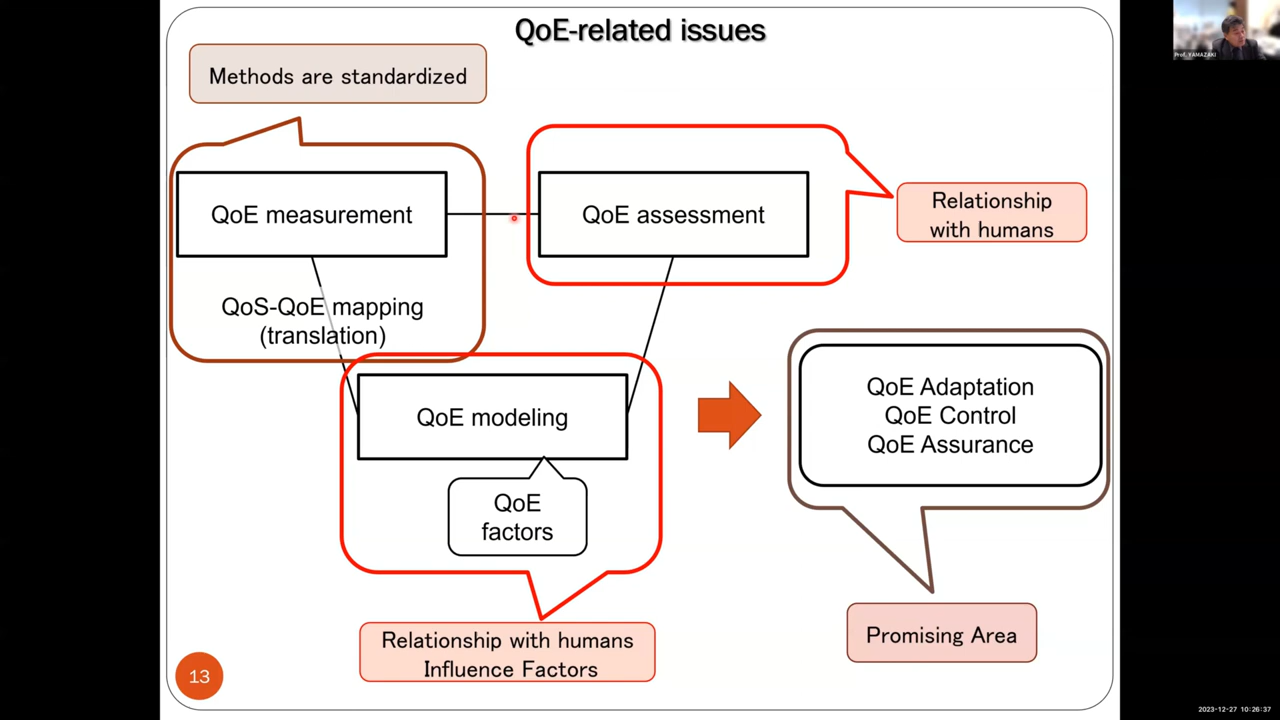 QoE-related issues
Prof. YAMAZAKI
Methods are standardized
QoE measurement
QoE assessment
Relationship
with humans
QoS-QoE mapping
(translation)
QoE modeling
QoE Adaptation
QoE Control
QoE Assurance
QoE
factors
Relationship with humans
Influence Factors
Promising Area
13
2023-12-27 10:26:37